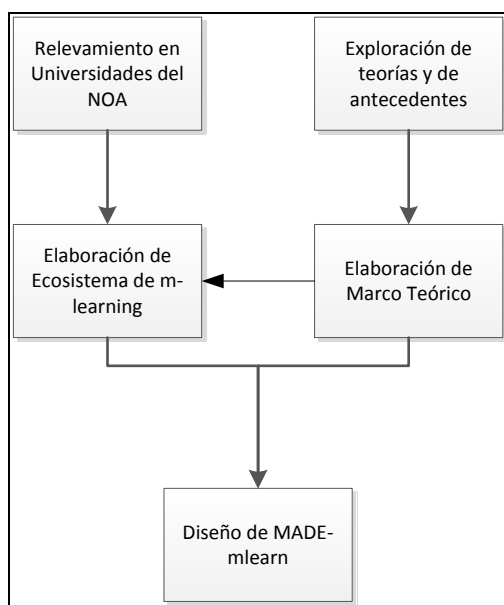 Relevamiento en
Universidades del
NOA
Exploración de
teorías y de
antecedentes
Elaboración de
Ecosistema de m-
learning
Elaboración de
Marco Teórico
Diseño de MADE-
mlearn